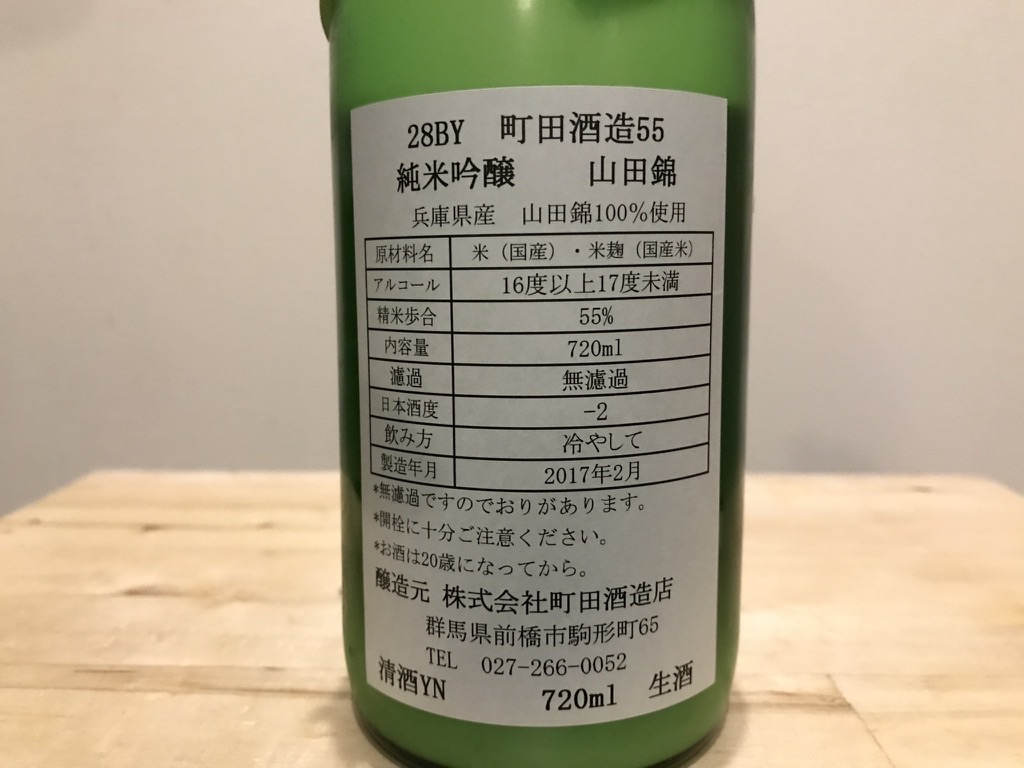 28BY 町田酒造55
純米吟醸 山田錦
兵庫県産 山田錦100%使用
原材料名 米（国産）・米麹（国産米）
アルコール 16度以上17度未満
精米歩合 55%
内容量 720ml
濾過 無濾過
日本酒度 -2
飲み方 冷やして
製造年月 2017年2月
*無濾過ですのでおりがあります。
*開栓に十分ご注意ください。
*お酒は20歳になってから。
醸造元 株式会社町田酒造店
群馬県前橋市駒形町65
TEL 027-266-0052
清酒YN 720ml 生酒